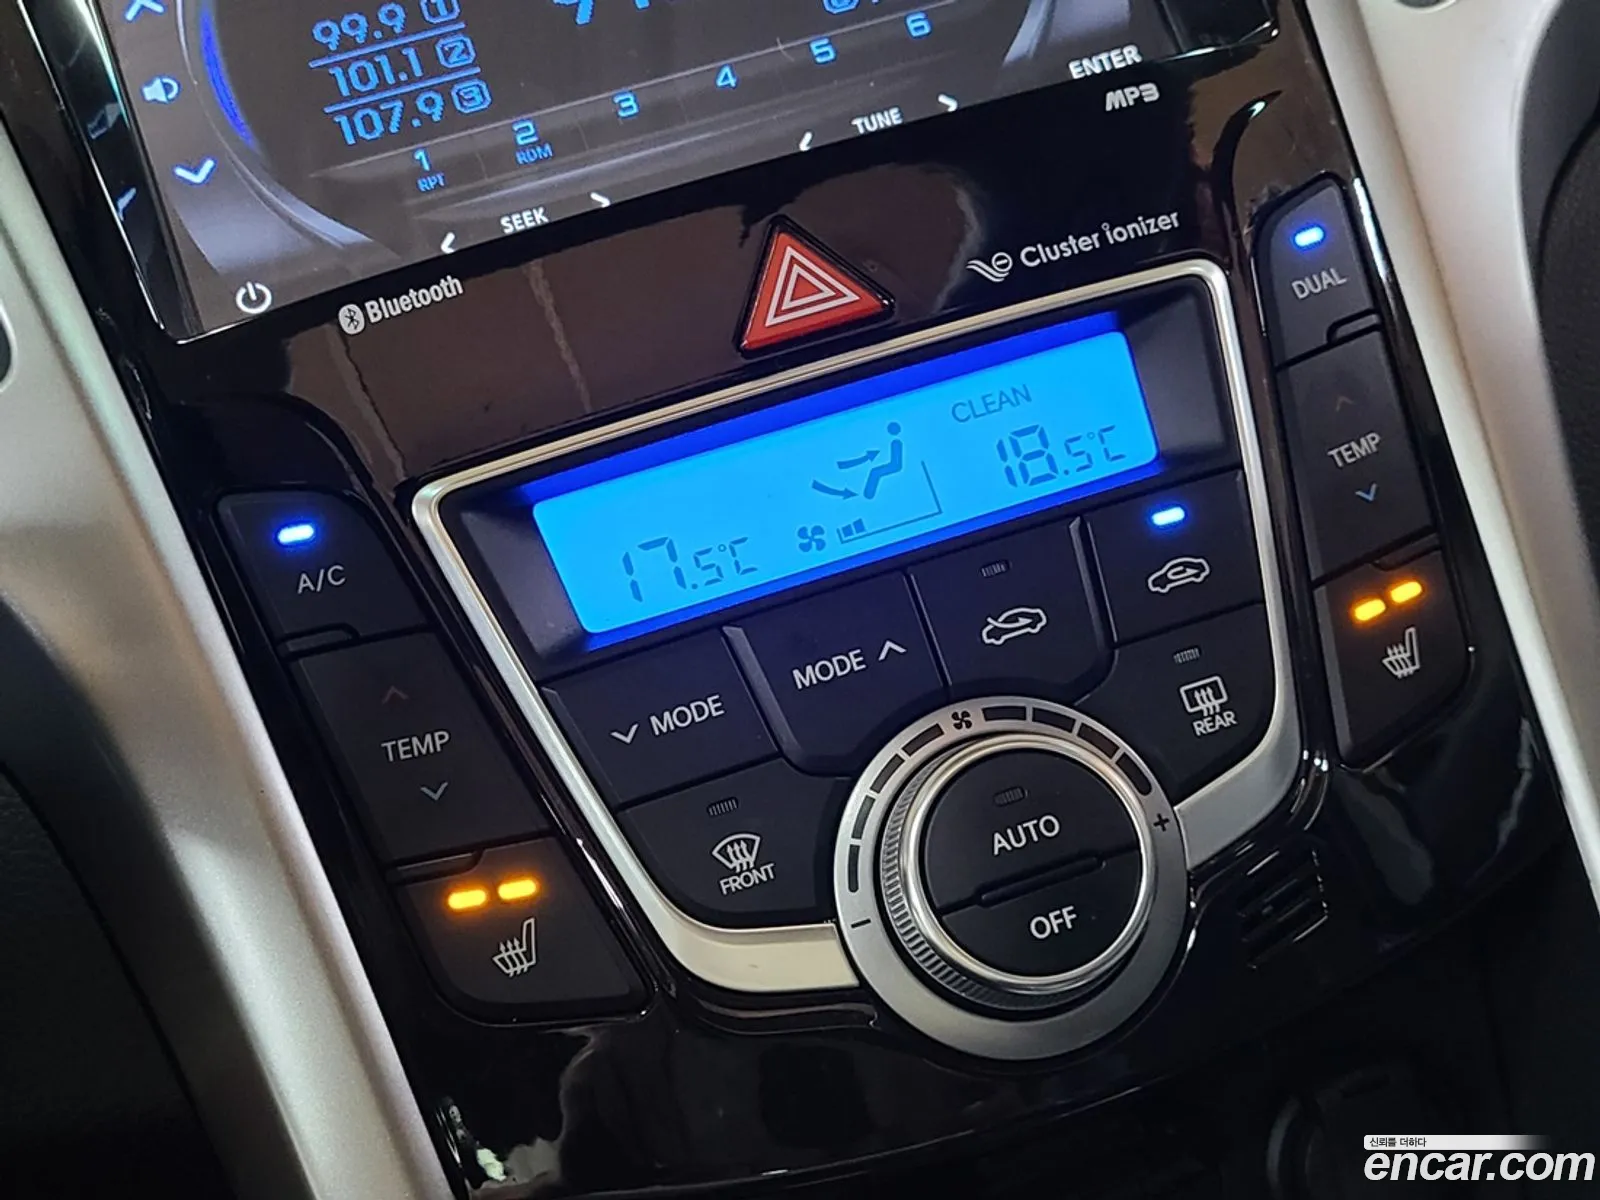 99.9 1
101.1 2
107.9 3
1 2 3 4 5 6
RPT RDM
SEEK
TUNE
ENTER
MP3
Bluetooth
Cluster ionizer
DUAL
CLEAN
17.5°C
18.5°C
A/C
TEMP
TEMP
MODE
MODE
REAR
FRONT
AUTO
OFF
신뢰를 더하다
encar.com